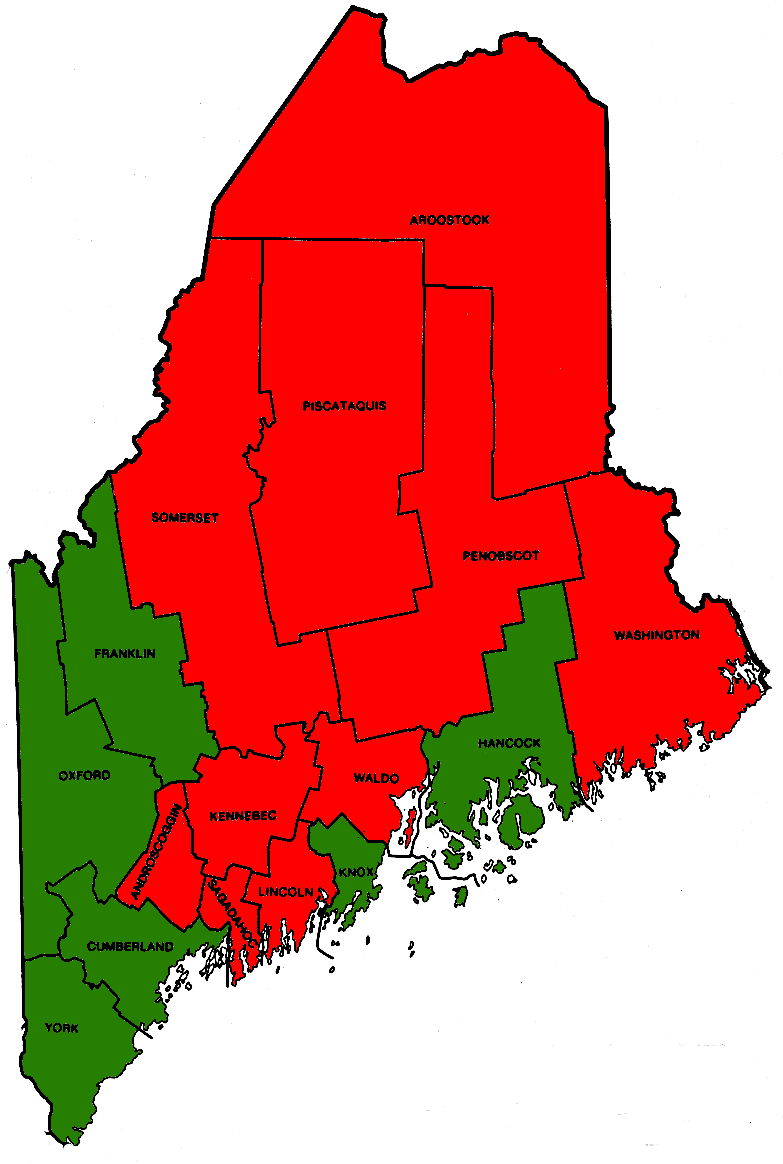 AROOSTOOK
PISCATAQUIS
SOMERSET
PENOBSCOT
WASHINGTON
FRANKLIN
HANCOCK
OXFORD
WALDO
KENNEBEC
ANDROSCOGGIN
KNOX
LINCOLN
SAGADAHOC
CUMBERLAND
YORK